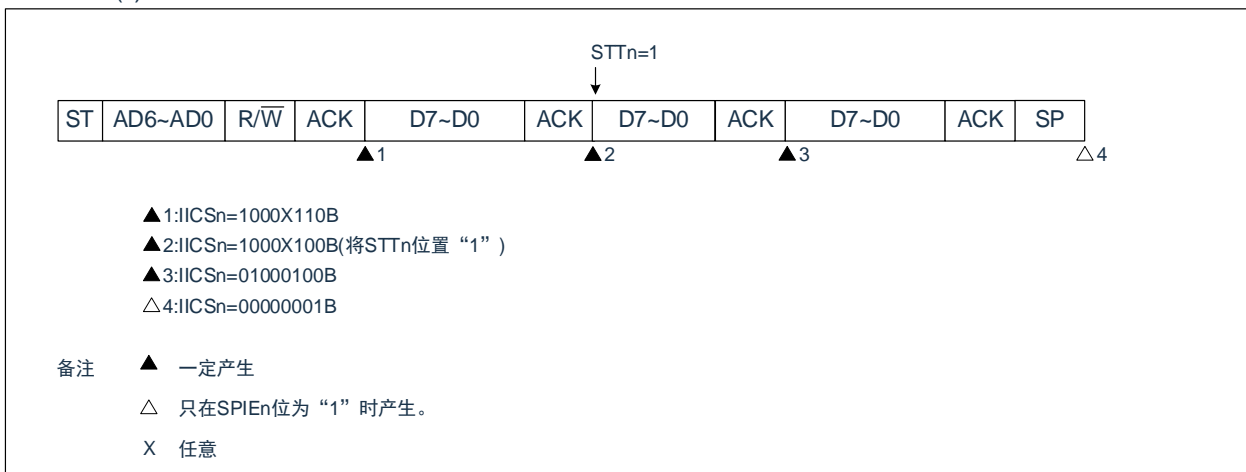 STTn=1
ST AD6~AD0 R/W̅ ACK D7~D0 ACK D7~D0 ACK D7~D0 ACK SP
▲1 ▲2 ▲3 △4
▲1:IICSn=1000X110B
▲2:IICSn=1000X100B(将STTn位置“1”)
▲3:IICSn=01000100B
△4:IICSn=00000001B
备注 ▲ 一定产生
△ 只在SPIEn位为“1”时产生。
X 任意